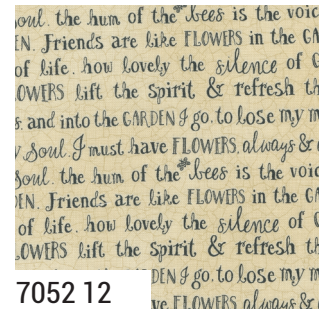 soul. the hum of the bees is the voic
EN. Friends are like FLOWERS in the GA
of life. how lovely the silence of G
OWERS lift the spirit & refresh th
s. and into the GARDEN I go. to lose my m
y soul. I must have FLOWERS, always &
soul. the hum of the bees is the voic
EN. Friends are like FLOWERS in the GA
of life. how lovely the silence of G
LOWERS lift the spirit & refresh th
DEN I go. to lose my m
ve FLOWERS, always &
7052 12